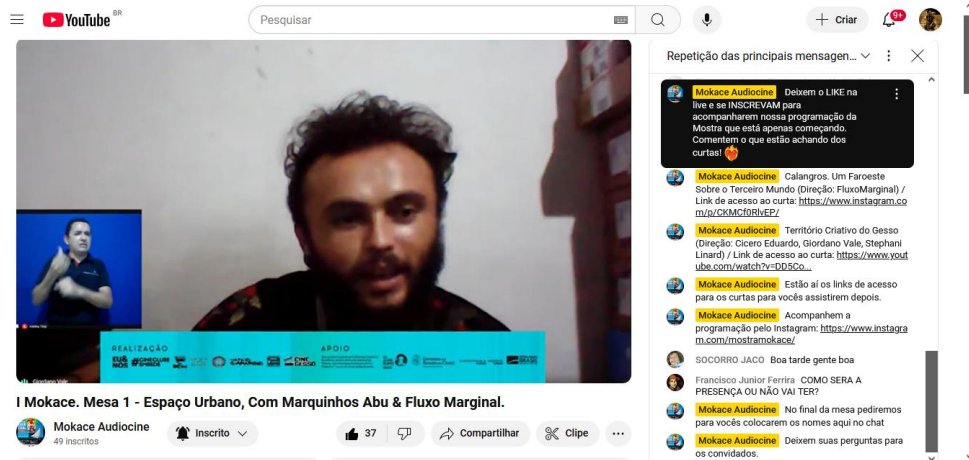 YouTube BR
Pesquisar
Criar
9+
Repetição das principais mensagen...
Mokace Audiocine Deixem o LIKE na
live e se INSCREVAM para
acompanharem nossa programação da
Mostra que está apenas começando.
Comentem o que estão achando dos
curtas!
Mokace Audiocine Calangros. Um Faroeste
Sobre o Terceiro Mundo (Direção: FluxoMarginal) /
Link de acesso ao curta: https://www.instagram.co
m/p/CKMCf0RlvEP/
Mokace Audiocine Território Criativo do Gesso
(Direção: Cicero Eduardo, Giordano Vale, Stephani
Linard) / Link de acesso ao curta: https://www.yout
ube.com/watch?v=DD5Co...
Mokace Audiocine Estão aí os links de acesso
para os curtas para vocês assistirem depois.
Mokace Audiocine Acompanhem a
programação pelo Instagram: https://www.instagra
m.com/mostramokace/
SOCORRO JACO Boa tarde gente boa
Francisco Junior Ferrira COMO SERA A
PRESENÇA OU NÃO VAI TER?
Mokace Audiocine No final da mesa pediremos
para vocês colocarem os nomes aqui no chat
Mokace Audiocine Deixem suas perguntas para
os convidados.
REALIZAÇÃO
APOIO
Giordano Vale
I Mokace. Mesa 1 - Espaço Urbano, Com Marquinhos Abu & Fluxo Marginal.
Mokace Audiocine
49 inscritos
Inscrito
37
Compartilhar
Clipe